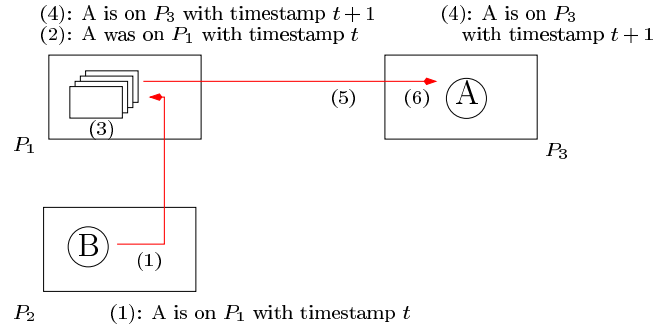 (4): A is on P3 with timestamp t + 1
(4): A is on P3
(2): A was on P1 with timestamp t
with timestamp t + 1
(3)
(5)
(6)
A
P1
P3
B
(1)
P2
(1): A is on P1 with timestamp t